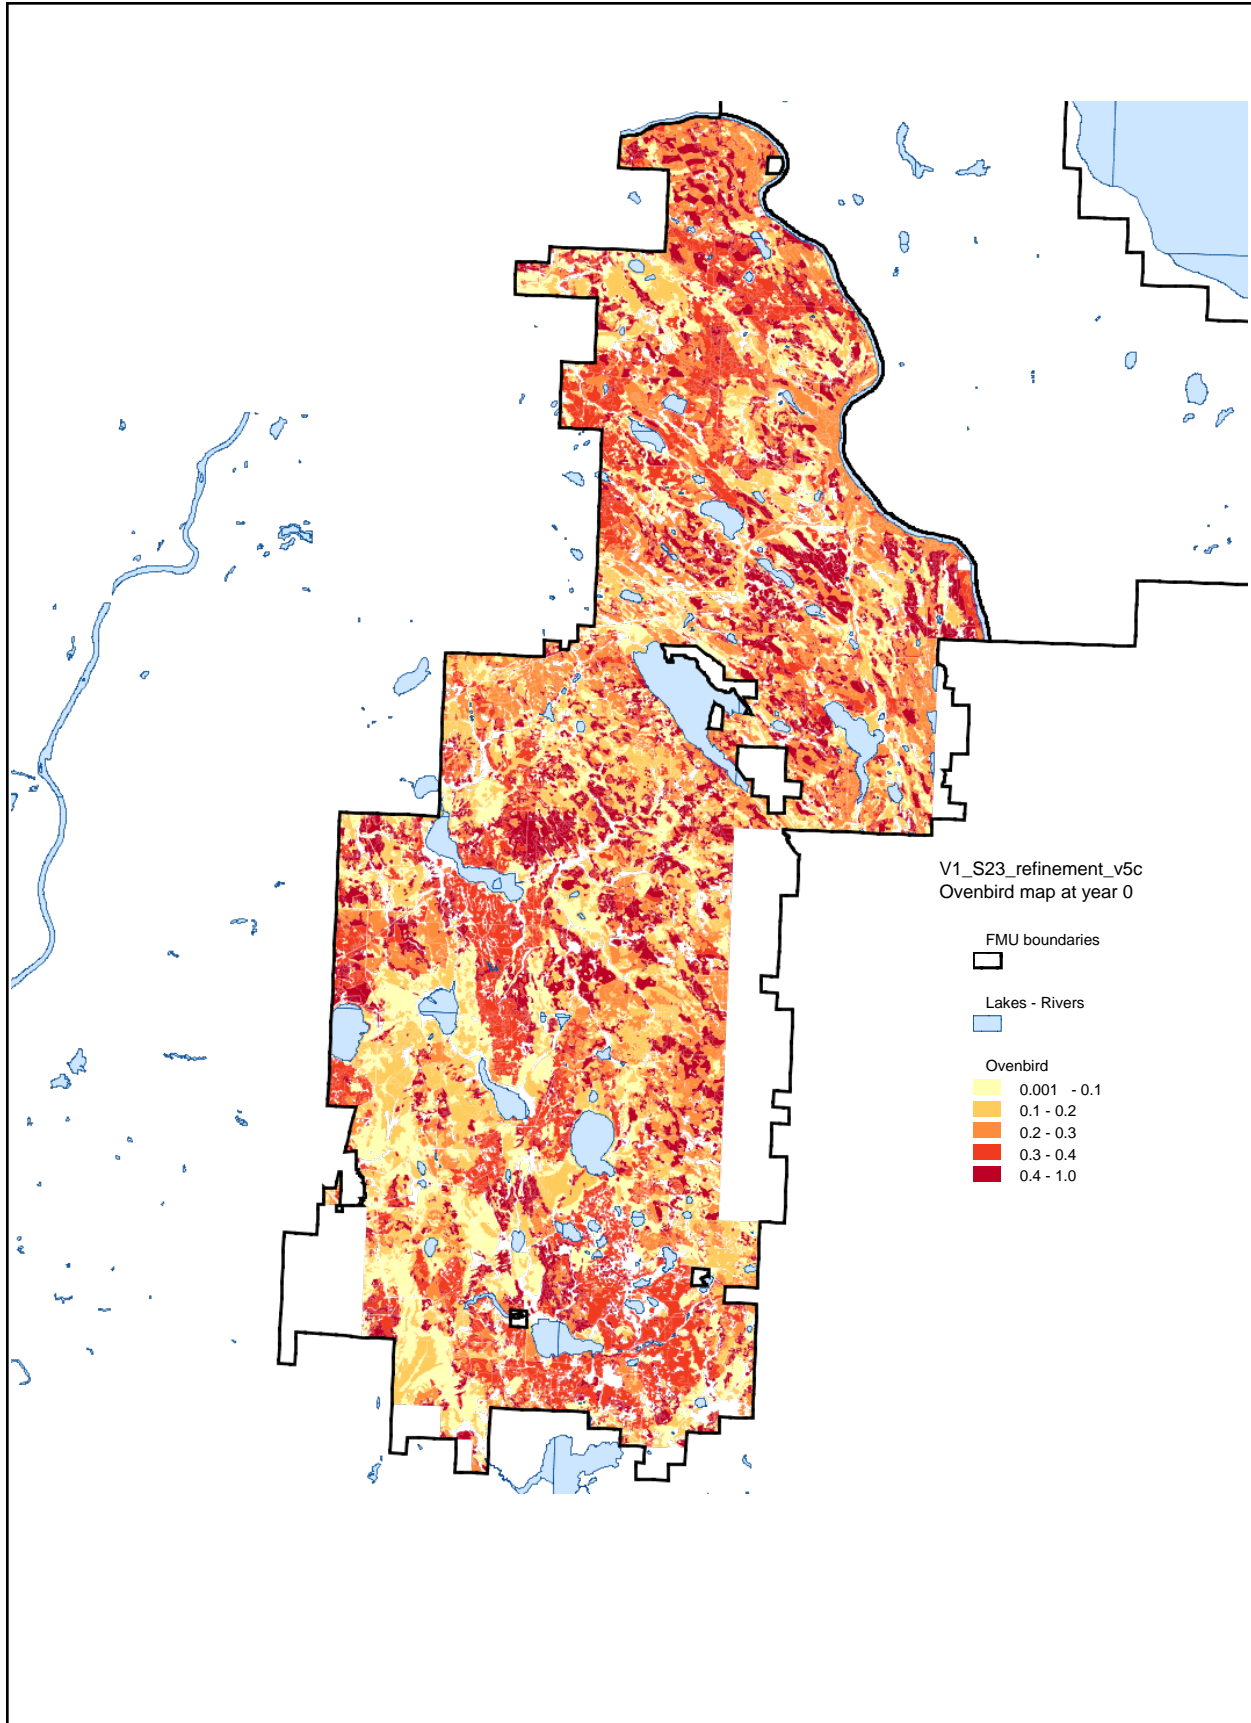 V1_S23_refinement_v5c
Ovenbird map at year 0
FMU boundaries
Lakes - Rivers
Ovenbird
0.001 - 0.1
0.1 - 0.2
0.2 - 0.3
0.3 - 0.4
0.4 - 1.0